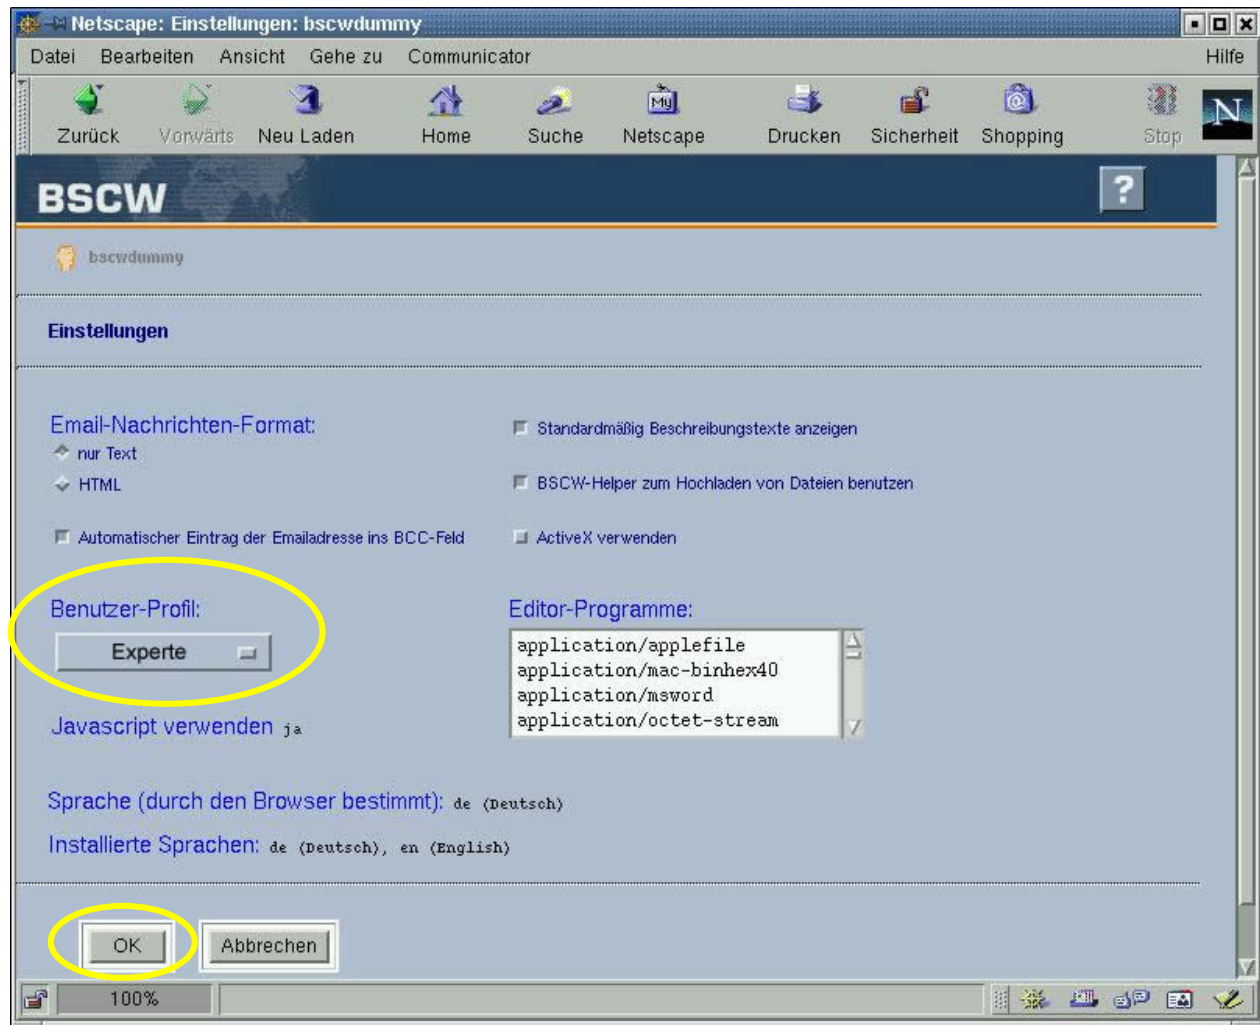 Netscape: Einstellungen: bscwdummy
Datei Bearbeiten Ansicht Gehe zu Communicator Hilfe
Zurück Vorwärts Neu Laden Home Suche Netscape Drucken Sicherheit Shopping Stop
My
N
BSCW ?
bscwdummy
Einstellungen
Email-Nachrichten-Format:
nur Text
HTML
Automatischer Eintrag der Emailadresse ins BCC-Feld
Standardmäßig Beschreibungstexte anzeigen
BSCW-Helper zum Hochladen von Dateien benutzen
ActiveX verwenden
Benutzer-Profil:
Experte
Editor-Programme:
application/applefile
application/mac-binhex40
application/msword
application/octet-stream
Javascript verwenden ja
Sprache (durch den Browser bestimmt): de (Deutsch)
Installierte Sprachen: de (Deutsch), en (English)
OK Abbrechen
100%